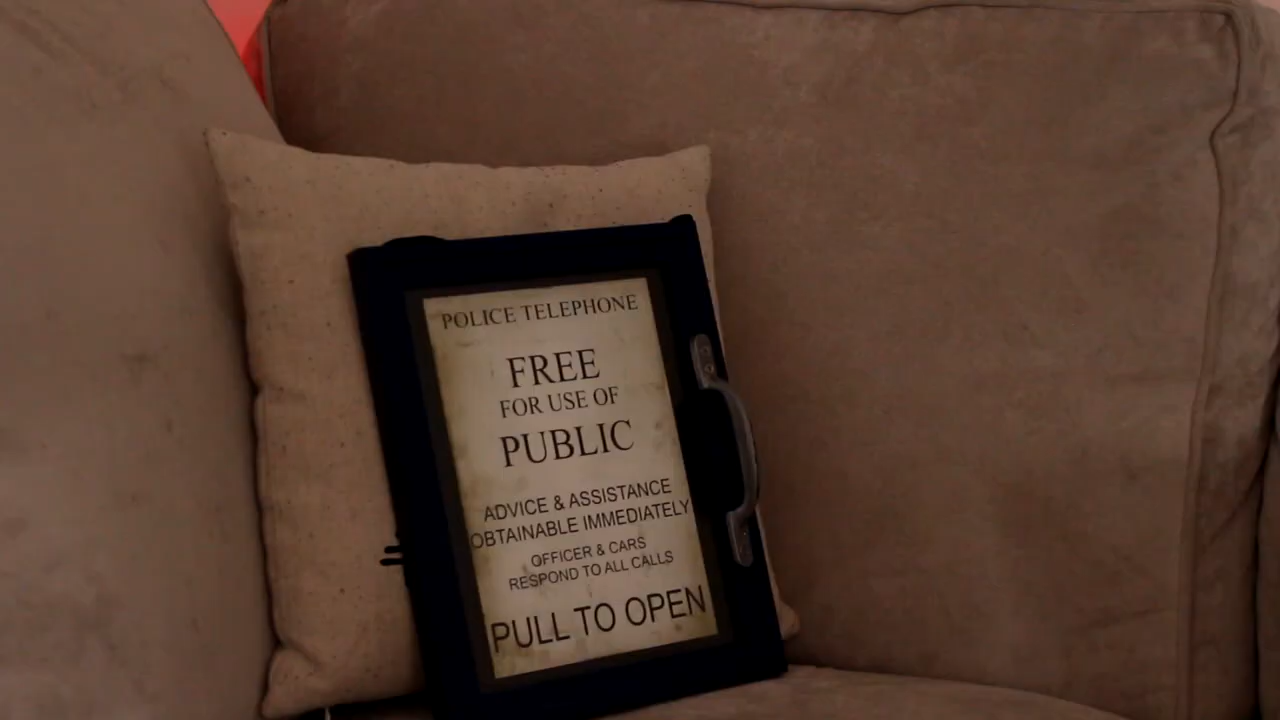 POLICE TELEPHONE
FREE
FOR USE OF
PUBLIC
ADVICE & ASSISTANCE
OBTAINABLE IMMEDIATELY
OFFICER & CARS
RESPOND TO ALL CALLS
PULL TO OPEN